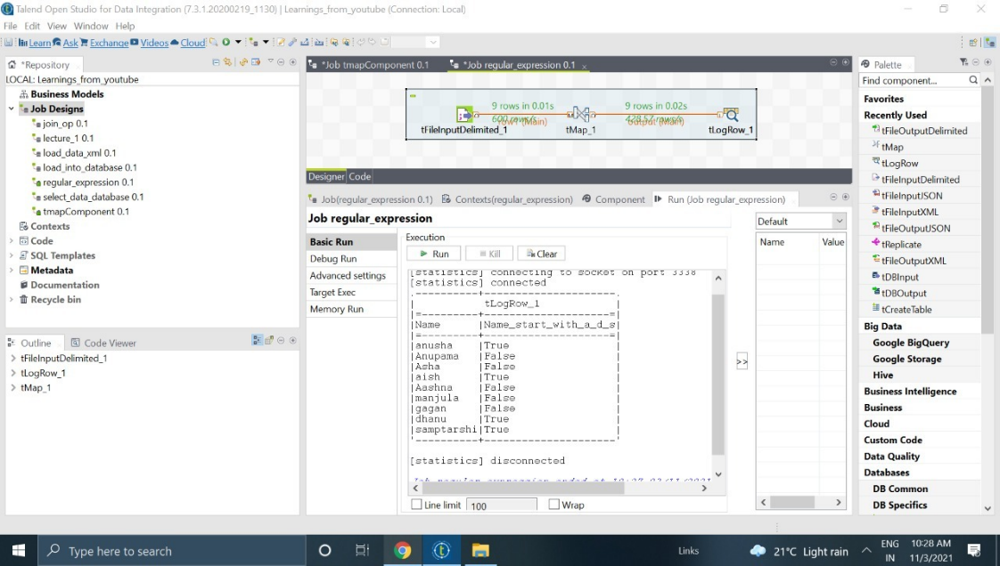 Talend Open Studio for Data Integration (7.3.1.20200219_1130) | Learnings_from_youtube (Connection: Local)
File Edit View Window Help
Learn Ask Exchange Videos Cloud
*Repository
LOCAL: Learnings_from_youtube
Business Models
Job Designs
join_op 0.1
lecture_1 0.1
load_data_xml 0.1
load_into_database 0.1
regular_expression 0.1
select_data_database 0.1
tmapComponent 0.1
Contexts
Code
SQL Templates
Metadata
Documentation
Recycle bin
Outline Code Viewer
tFileInputDelimited_1
tLogRow_1
tMap_1
*Job tmapComponent 0.1 *Job regular_expression 0.1
9 rows in 0.01s 9 rows in 0.02s
600 rows/s 428.57 rows/s
row1 (Main) output (Main)
tFileInputDelimited_1 tMap_1 tLogRow_1
Designer Code
Job(regular_expression 0.1) Contexts(regular_expression) Component Run (Job regular_expression)
Job regular_expression
Basic Run
Debug Run
Advanced settings
Target Exec
Memory Run
Execution
Run Kill Clear
[statistics] connecting to socket on port 3338
[statistics] connected
.----------+----------------------.
| tLogRow_1 |
|=---------+---------------------=|
|Name |Name_start_with_a_d_s|
|=---------+---------------------=|
|anusha |True |
|Anupama |False |
|Asha |False |
|aish |True |
|Aashna |False |
|manjula |False |
|gagan |False |
|dhanu |True |
|samptarshi|True |
'----------+----------------------'
[statistics] disconnected
Job regular_expression ended at 10:27 03/11/2021
Line limit 100 Wrap
>>
Default
Name Value
Palette
Find component...
Favorites
Recently Used
tFileOutputDelimited
tMap
tLogRow
tFileInputDelimited
tFileInputJSON
tFileInputXML
tFileOutputJSON
tReplicate
tFileOutputXML
tDBInput
tDBOutput
tCreateTable
Big Data
Google BigQuery
Google Storage
Hive
Business Intelligence
Business
Cloud
Custom Code
Data Quality
Databases
DB Common
DB Specifics
Type here to search
Links
21°C Light rain
ENG
IN
10:28 AM
11/3/2021